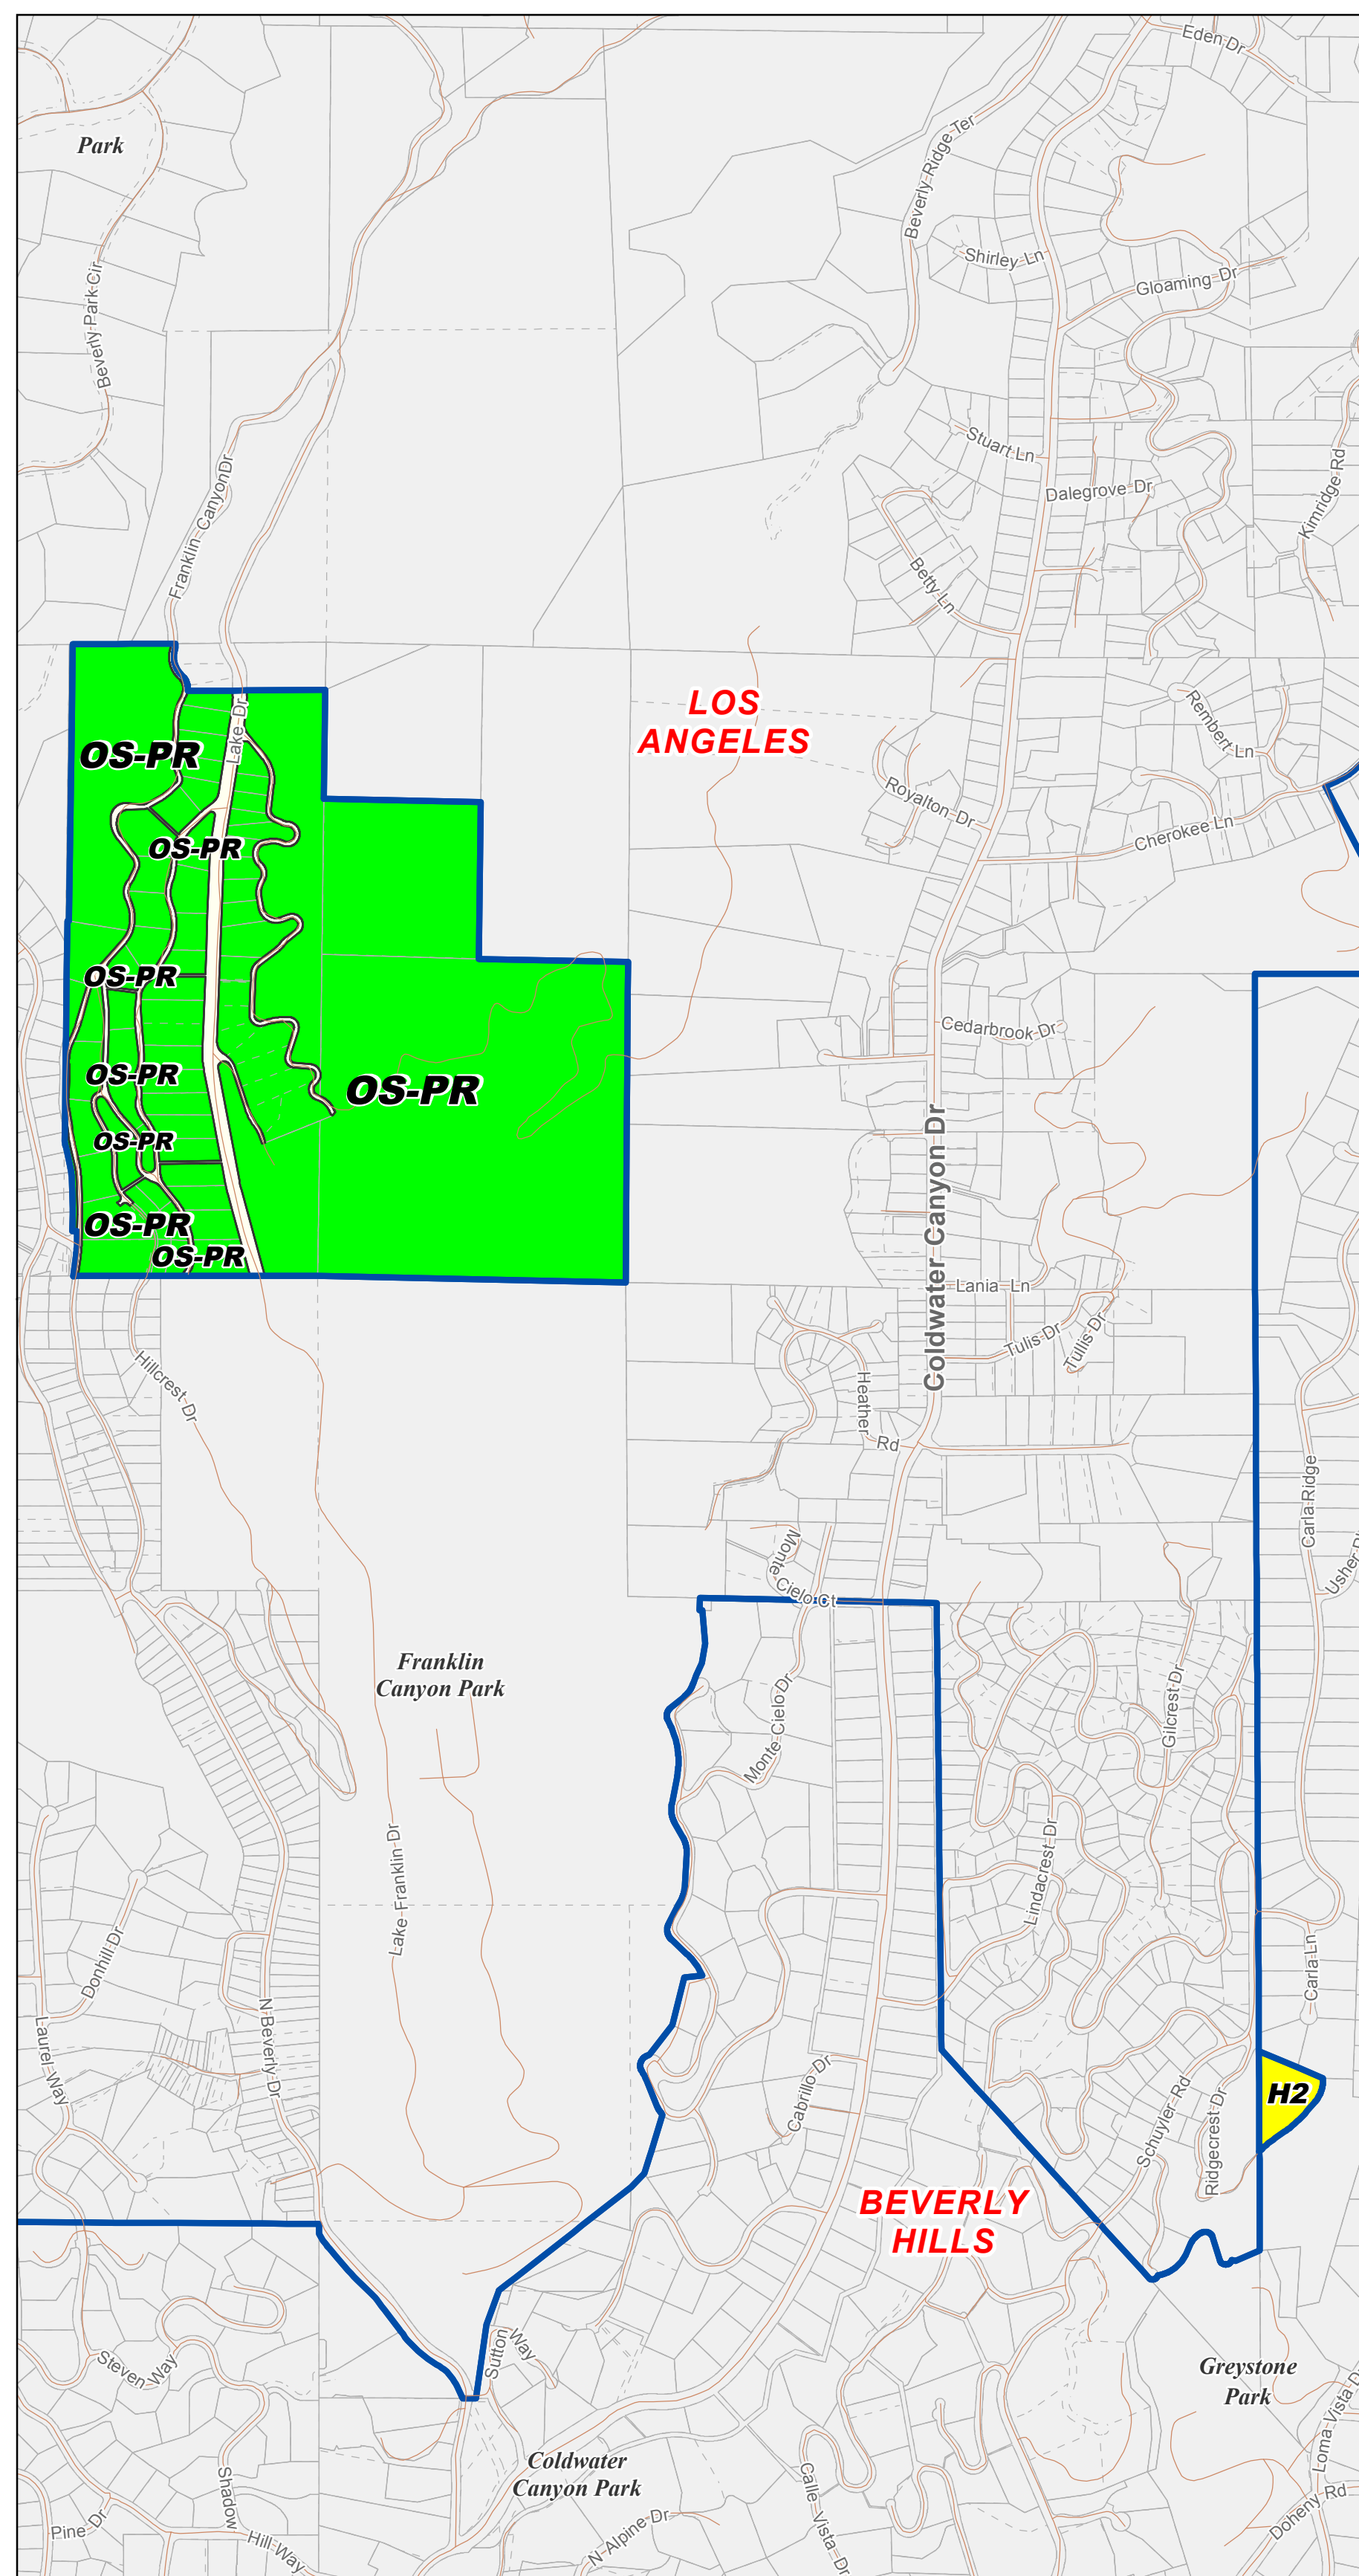 Eden Dr
Park
Beverly Ridge Ter
Shirley Ln
Gloaming Dr
Beverly Park Cir
Stuart Ln
Dalegrove Dr
Kimridge Rd
Franklin Canyon Dr
Betty Ln
LOS
ANGELES
Rembert Ln
Lake Dr
OS-PR
Royalton Dr
Cherokee Ln
OS-PR
OS-PR
Cedarbrook Dr
OS-PR
OS-PR
OS-PR
Coldwater Canyon Dr
OS-PR
OS-PR
Lania Ln
Tulis Dr
Tullis Dr
Hillcrest Dr
Heather
Rd
Carla Ridge
Monte
Cielo Ct
Franklin
Canyon Park
Monte Cielo Dr
Gilcrest Dr
Lindacrest Dr
Lake Franklin Dr
Donhill Dr
Carla Ln
N Beverly Dr
Laurel Way
Cabrillo Dr
Schuyler Rd
Ridgecrest Dr
H2
BEVERLY
HILLS
Sutton
Way
Steven Way
Greystone
Park
Loma Vista D
Coldwater
Canyon Park
Shadow
Hill Way
Calle Vista Dr
Pine Dr
N Alpine Dr
Doheny Rd